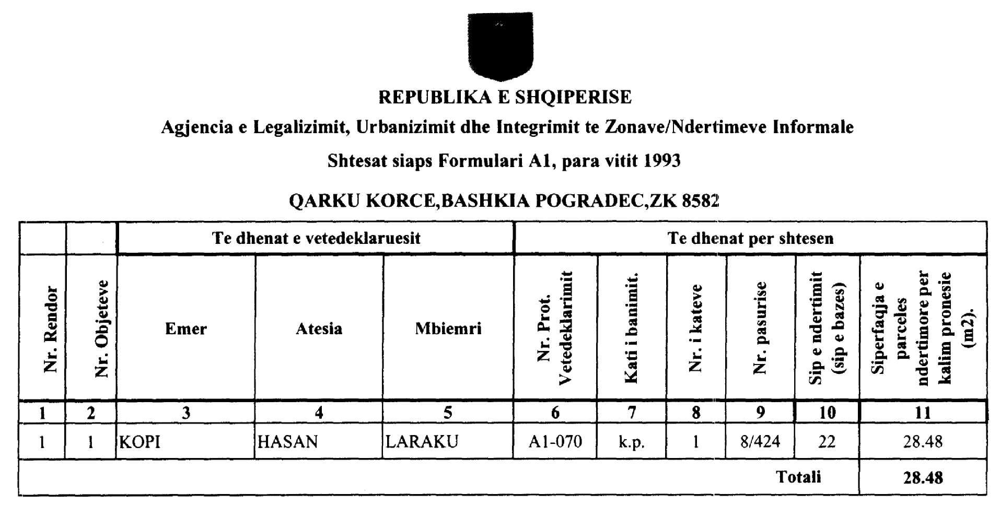 REPUBLIKA E SHQIPERISE
Agjencia e Legalizimit, Urbanizimit dhe Integrimit te Zonave/Ndertimeve Informale
Shtesat siaps Formulari A1, para vitit 1993
QARKU KORCE,BASHKIA POGRADEC,ZK 8582
Te dhenat e vetedeklaruesit Te dhenat per shtesen
Nr. Rendor
Nr. Objeteve
Emer
Atesia
Mbiemri
Nr. Prot.
Vetedeklarimit
Kati i banimit.
Nr. i kateve
Nr. pasurise
Sip e ndertimit
(sip e bazes)
Siperfaqja e
parceles
ndertimore per
kalim pronesie
(m2).
1 2 3 4 5 6 7 8 9 10 11
1 1 KOPI HASAN LARAKU A1-070 k.p. 1 8/424 22 28.48
Totali 28.48